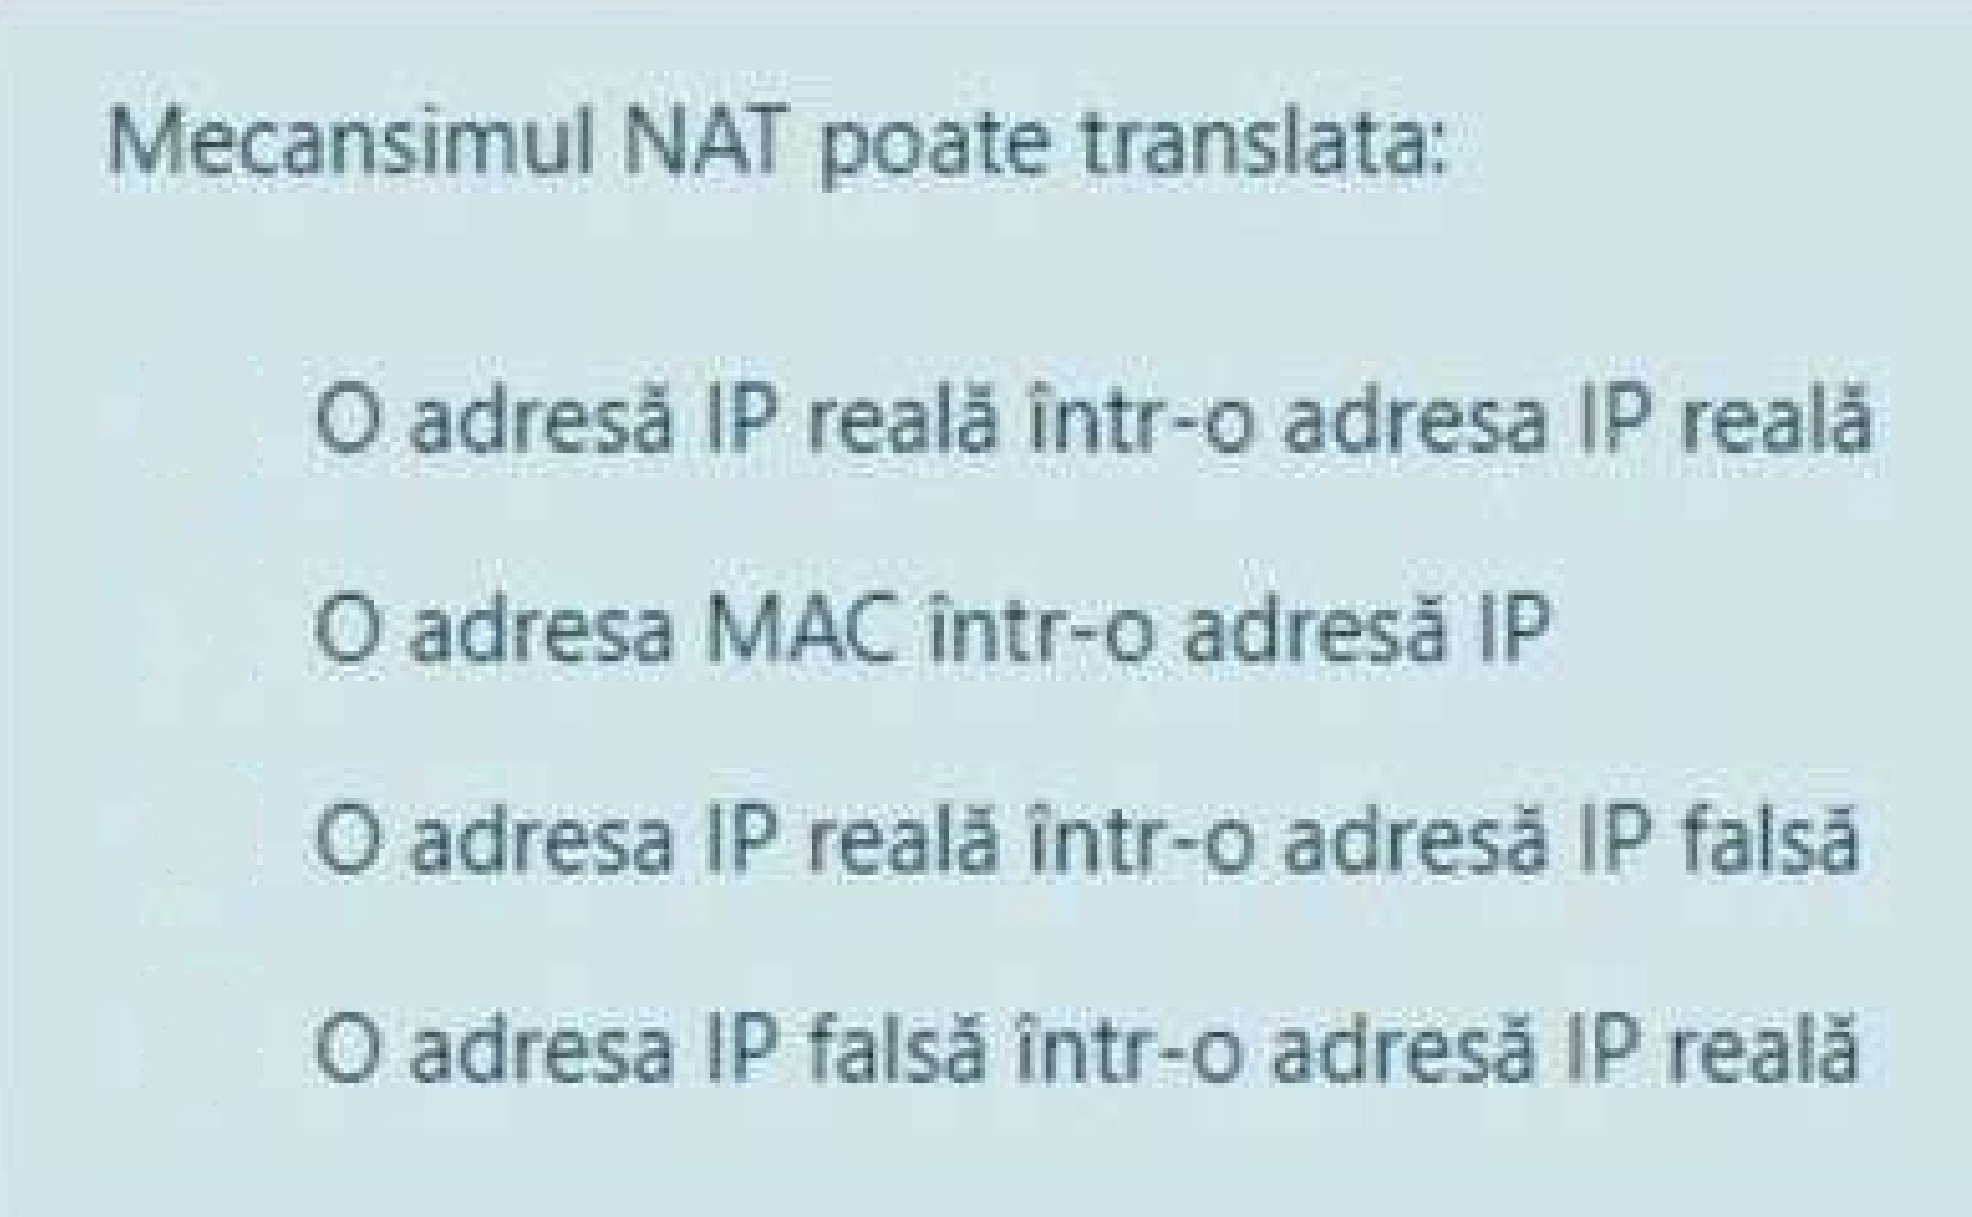 Mecansimul NAT poate translata:
O adresă IP reală într-o adresa IP reală
O adresa MAC într-o adresă IP
O adresa IP reală într-o adresă IP falsă
O adresa IP falsă într-o adresă IP reală